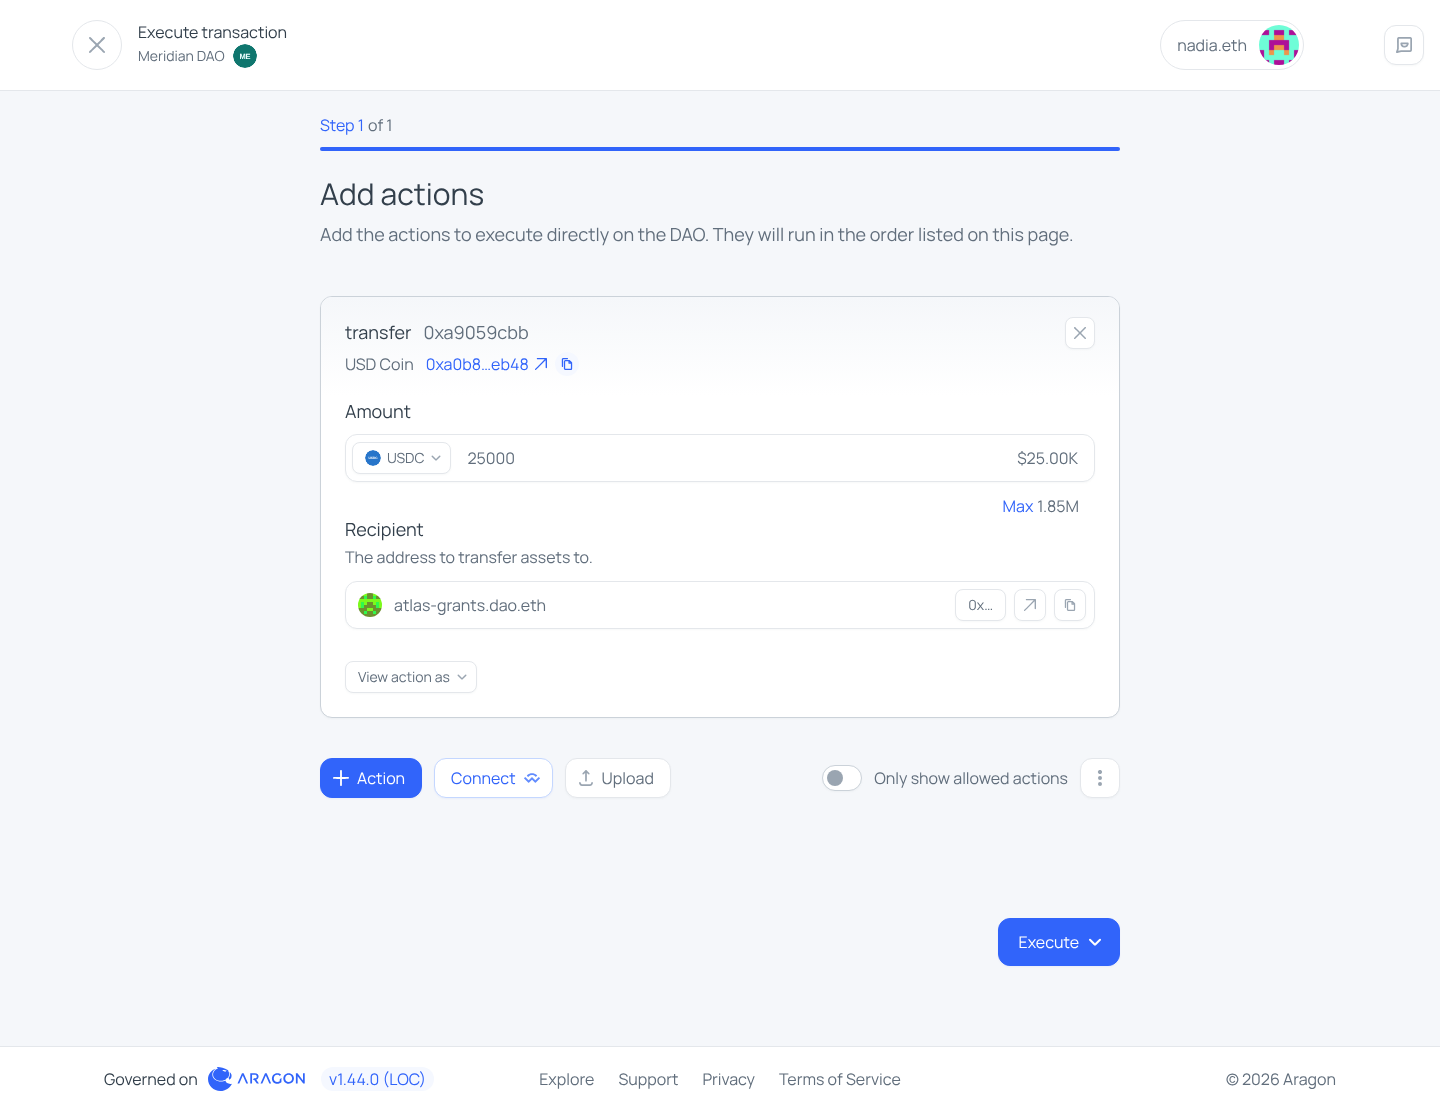 Execute transaction
Meridian DAO ME
nadia.eth
Step 1 of 1
Add actions
Add the actions to execute directly on the DAO. They will run in the order listed on this page.
transfer 0xa9059cbb
USD Coin 0xa0b8…eb48
Amount
USDC 25000 $25.00K
Max 1.85M
Recipient
The address to transfer assets to.
atlas-grants.dao.eth 0x…
View action as
Action Connect Upload Only show allowed actions
Execute
Governed on ARAGON v1.44.0 (LOC) Explore Support Privacy Terms of Service © 2026 Aragon